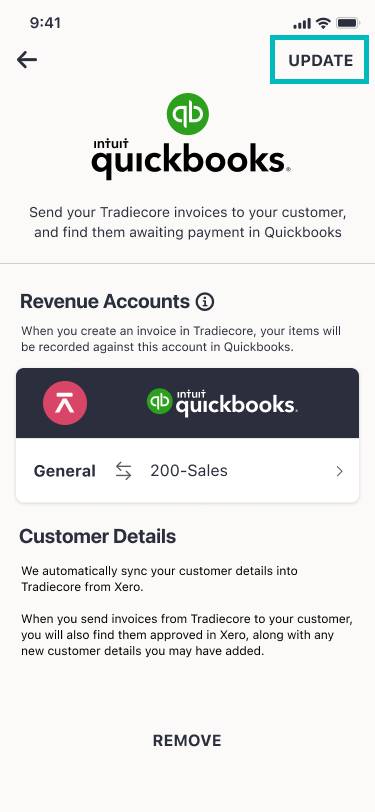 9:41
UPDATE
qb
intuit
quickbooks.
Send your Tradiecore invoices to your customer,
and find them awaiting payment in Quickbooks
Revenue Accounts
When you create an invoice in Tradiecore, your items will
be recorded against this account in Quickbooks.
qb intuit
quickbooks.
General 200-Sales
Customer Details
We automatically sync your customer details into
Tradiecore from Xero.
When you send invoices from Tradiecore to your customer,
you will also find them approved in Xero, along with any
new customer details you may have added.
REMOVE